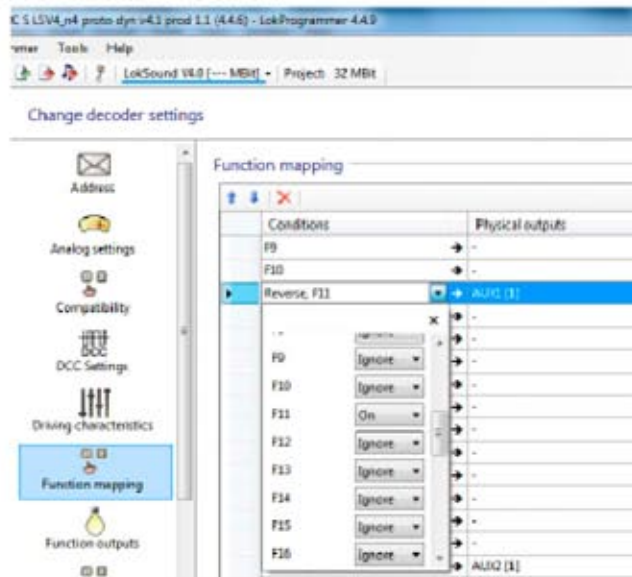 C S LSV4_n4 proto dyn v4.1 prod 1.1 (4.4.6) - LokProgrammer 4.4.9
Tools Help
LokSound V4.0 [--- MBit] Project: 32 MBit
Change decoder settings
Address
Analog settings
Compatibility
DCC
DCC Settings
Driving characteristics
Function mapping
Function outputs
Function mapping
Conditions Physical outputs
F9 -
F10 -
Reverse, F11 AUX1 [1]
F9 Ignore -
F10 Ignore -
F11 On -
F12 Ignore -
F13 Ignore -
F14 Ignore -
F15 Ignore -
F16 Ignore
AUX2 [1]